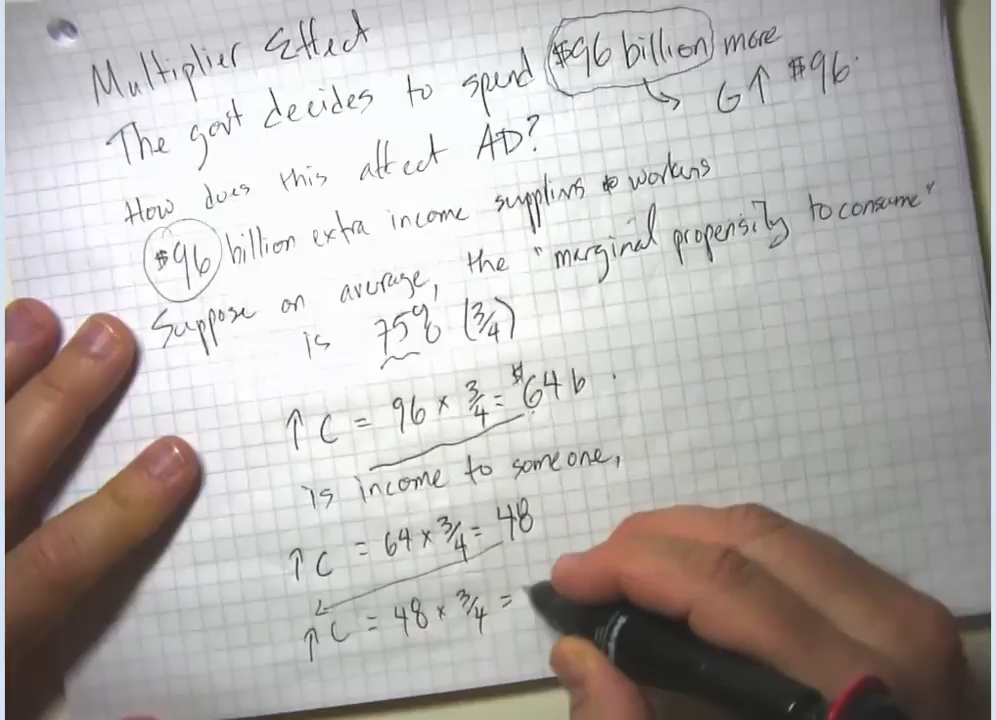 Multiplier Effect
The govt decides to spend $96 billion more
↳ G↑ $96.
How does this affect AD?
$96 billion extra income suppliers & workers
Suppose on average, the "marginal propensity to consume"
is 75% (3/4)
↑ C = 96 × 3/4 = $64 b.
is income to someone,
↑ C = 64 × 3/4 = 48
↑ C = 48 × 3/4 =